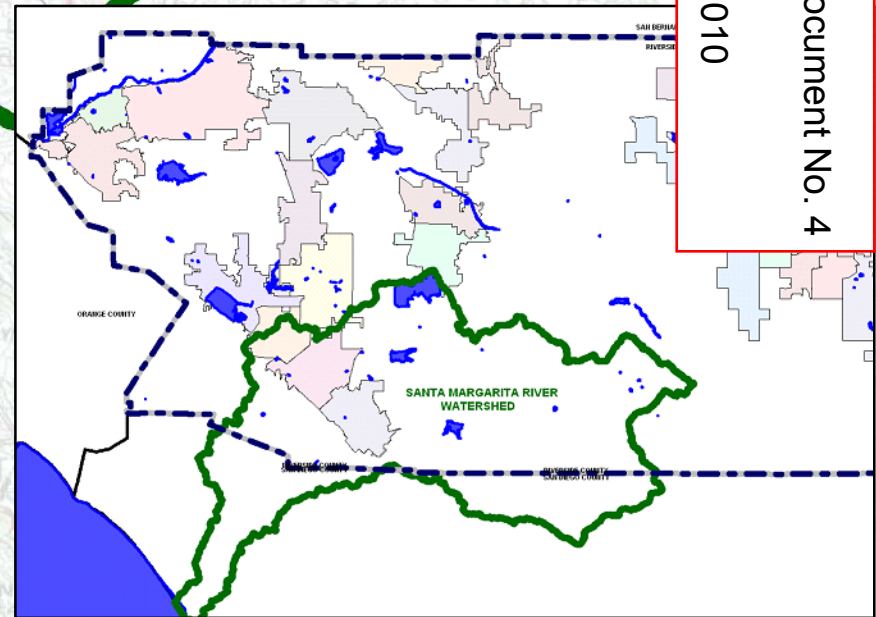 SAN BERNA
RIVERSID
ocument No. 4
010
ORANGE COUNTY
SANTA MARGARITA RIVER
WATERSHED
RIVERSIDE COUNTY
SAN DIEGO COUNTY
RIVERSIDE COUNTY
SAN DIEGO COUNTY